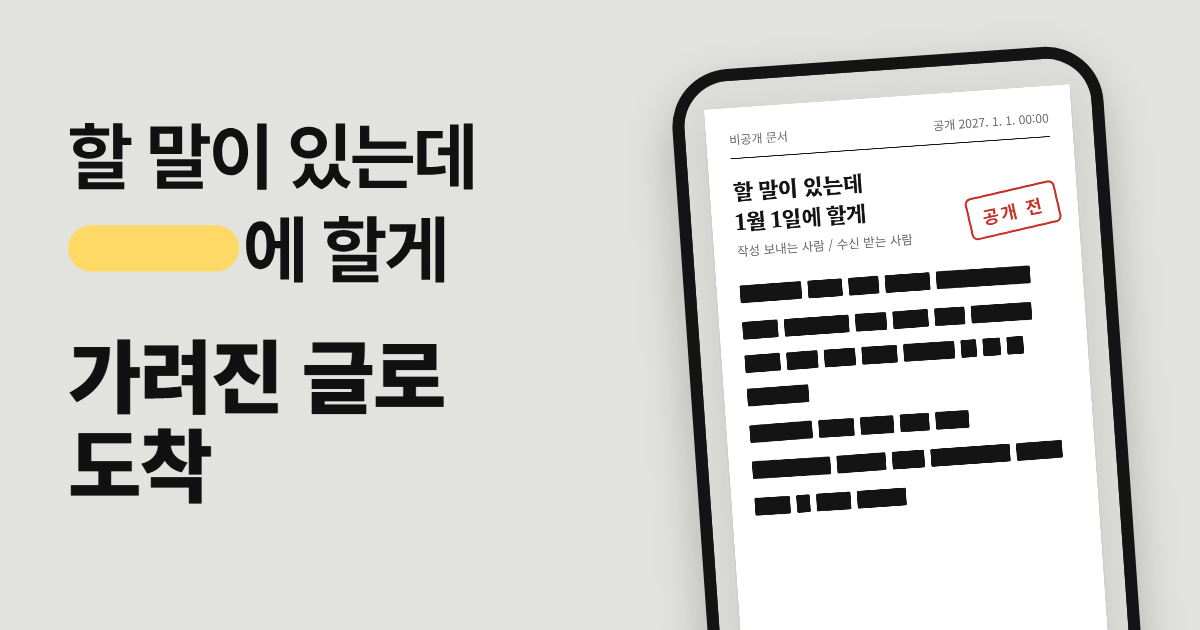 할 말이 있는데
에 할게
가려진 글로
도착
비공개 문서
공개 2027. 1. 1. 00:00
할 말이 있는데
1월 1일에 할게
공개 전
작성 보내는 사람 / 수신 받는 사람